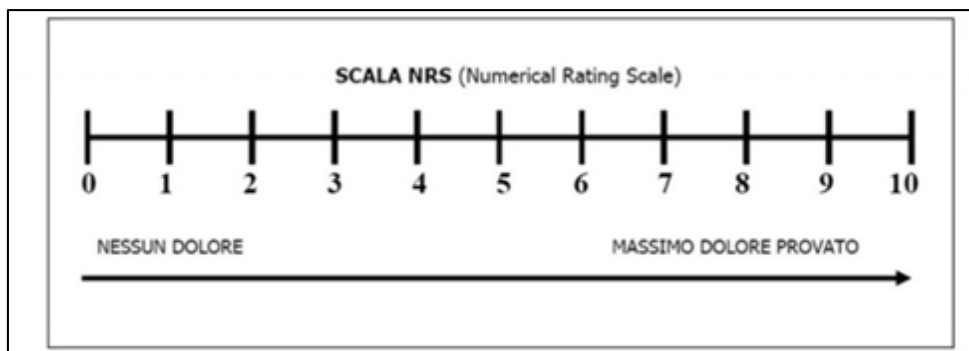 SCALA NRS (Numerical Rating Scale)
0 1 2 3 4 5 6 7 8 9 10
NESSUN DOLORE MASSIMO DOLORE PROVATO